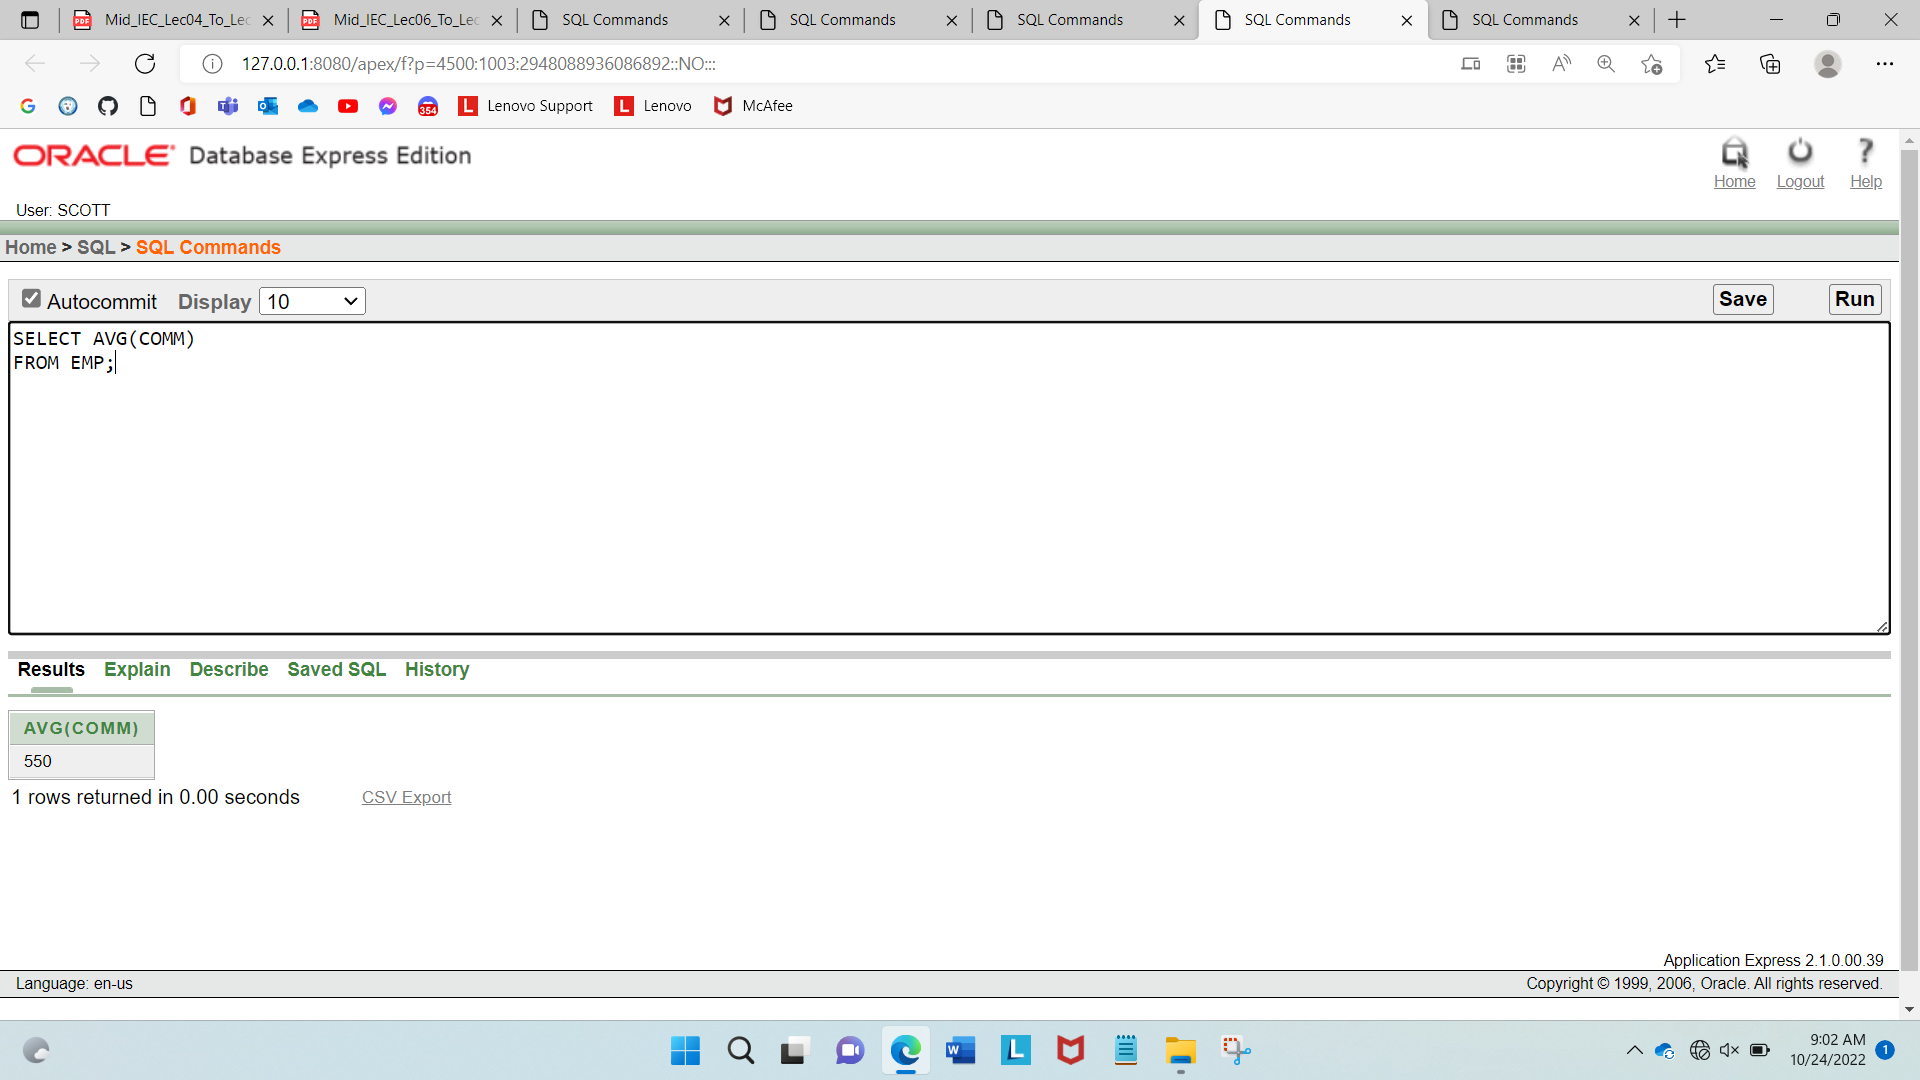 Mid_IEC_Lec04_To_Lec
Mid_IEC_Lec06_To_Lec
SQL Commands
SQL Commands
SQL Commands
SQL Commands
SQL Commands
127.0.0.1:8080/apex/f?p=4500:1003:2948088936086892::NO:::
354
Lenovo Support
Lenovo
McAfee
ORACLE Database Express Edition
Home Logout Help
User: SCOTT
Home > SQL > SQL Commands
Autocommit Display 10 Save Run
SELECT AVG(COMM)
FROM EMP;
Results Explain Describe Saved SQL History
AVG(COMM)
550
1 rows returned in 0.00 seconds CSV Export
Application Express 2.1.0.00.39
Language: en-us Copyright © 1999, 2006, Oracle. All rights reserved.
9:02 AM
10/24/2022
1